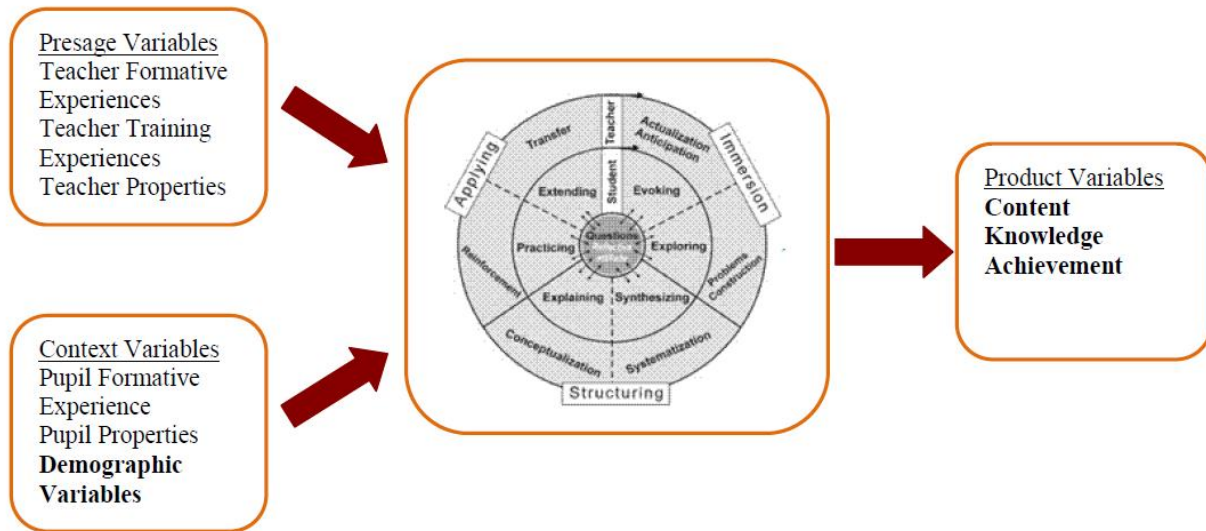 Presage Variables
Teacher Formative
Experiences
Teacher Training
Experiences
Teacher Properties
Context Variables
Pupil Formative
Experience
Pupil Properties
Demographic
Variables
Teacher
Student
Transfer
Actualization
Anticipation
Applying
Immersion
Extending
Evoking
Practicing
Questions
Exploring
Reinforcement
Problems
Construction
Explaining
Synthesizing
Conceptualization
Systematization
Structuring
Product Variables
Content
Knowledge
Achievement